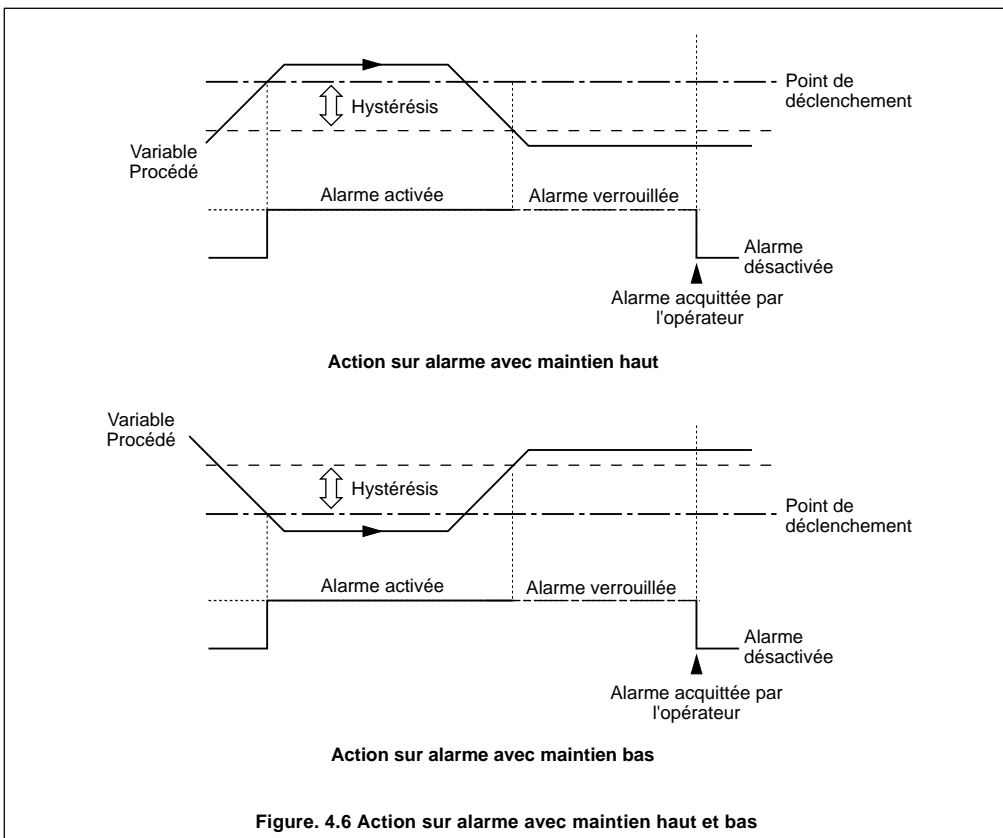 Point de
déclenchement
Hystérésis
Variable
Procédé
Alarme activée
Alarme verrouillée
Alarme
désactivée
Alarme acquittée par
l'opérateur
Action sur alarme avec maintien haut
Variable
Procédé
Hystérésis
Point de
déclenchement
Alarme activée
Alarme verrouillée
Alarme
désactivée
Alarme acquittée par
l'opérateur
Action sur alarme avec maintien bas
Figure. 4.6 Action sur alarme avec maintien haut et bas